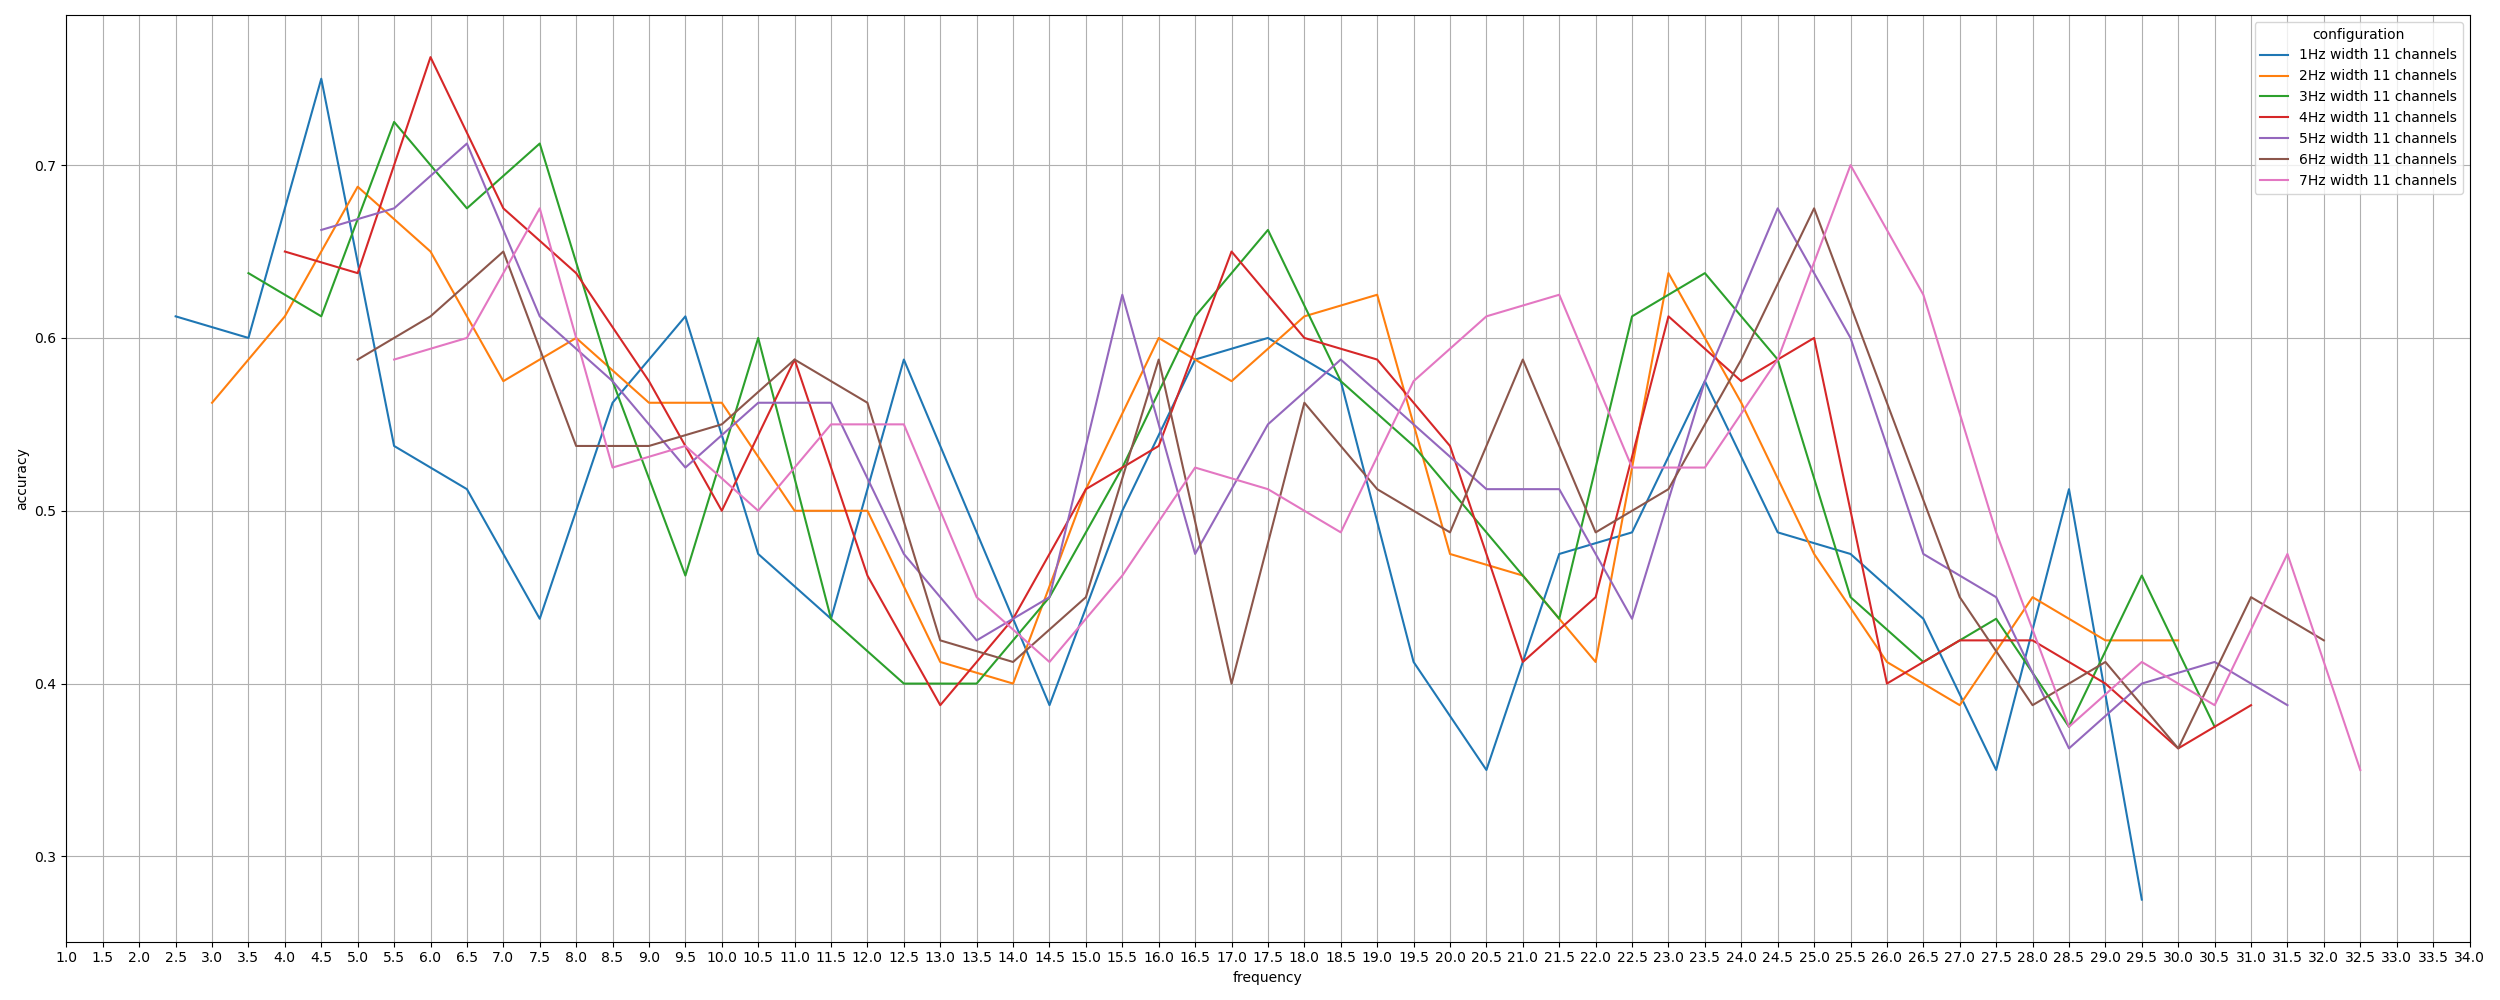 configuration
1Hz width 11 channels
2Hz width 11 channels
3Hz width 11 channels
4Hz width 11 channels
5Hz width 11 channels
6Hz width 11 channels
7Hz width 11 channels
accuracy
0.7
0.6
0.5
0.4
0.3
1.0 1.5 2.0 2.5 3.0 3.5 4.0 4.5 5.0 5.5 6.0 6.5 7.0 7.5 8.0 8.5 9.0 9.5 10.0 10.5 11.0 11.5 12.0 12.5 13.0 13.5 14.0 14.5 15.0 15.5 16.0 16.5 17.0 17.5 18.0 18.5 19.0 19.5 20.0 20.5 21.0 21.5 22.0 22.5 23.0 23.5 24.0 24.5 25.0 25.5 26.0 26.5 27.0 27.5 28.0 28.5 29.0 29.5 30.0 30.5 31.0 31.5 32.0 32.5 33.0 33.5 34.0
frequency